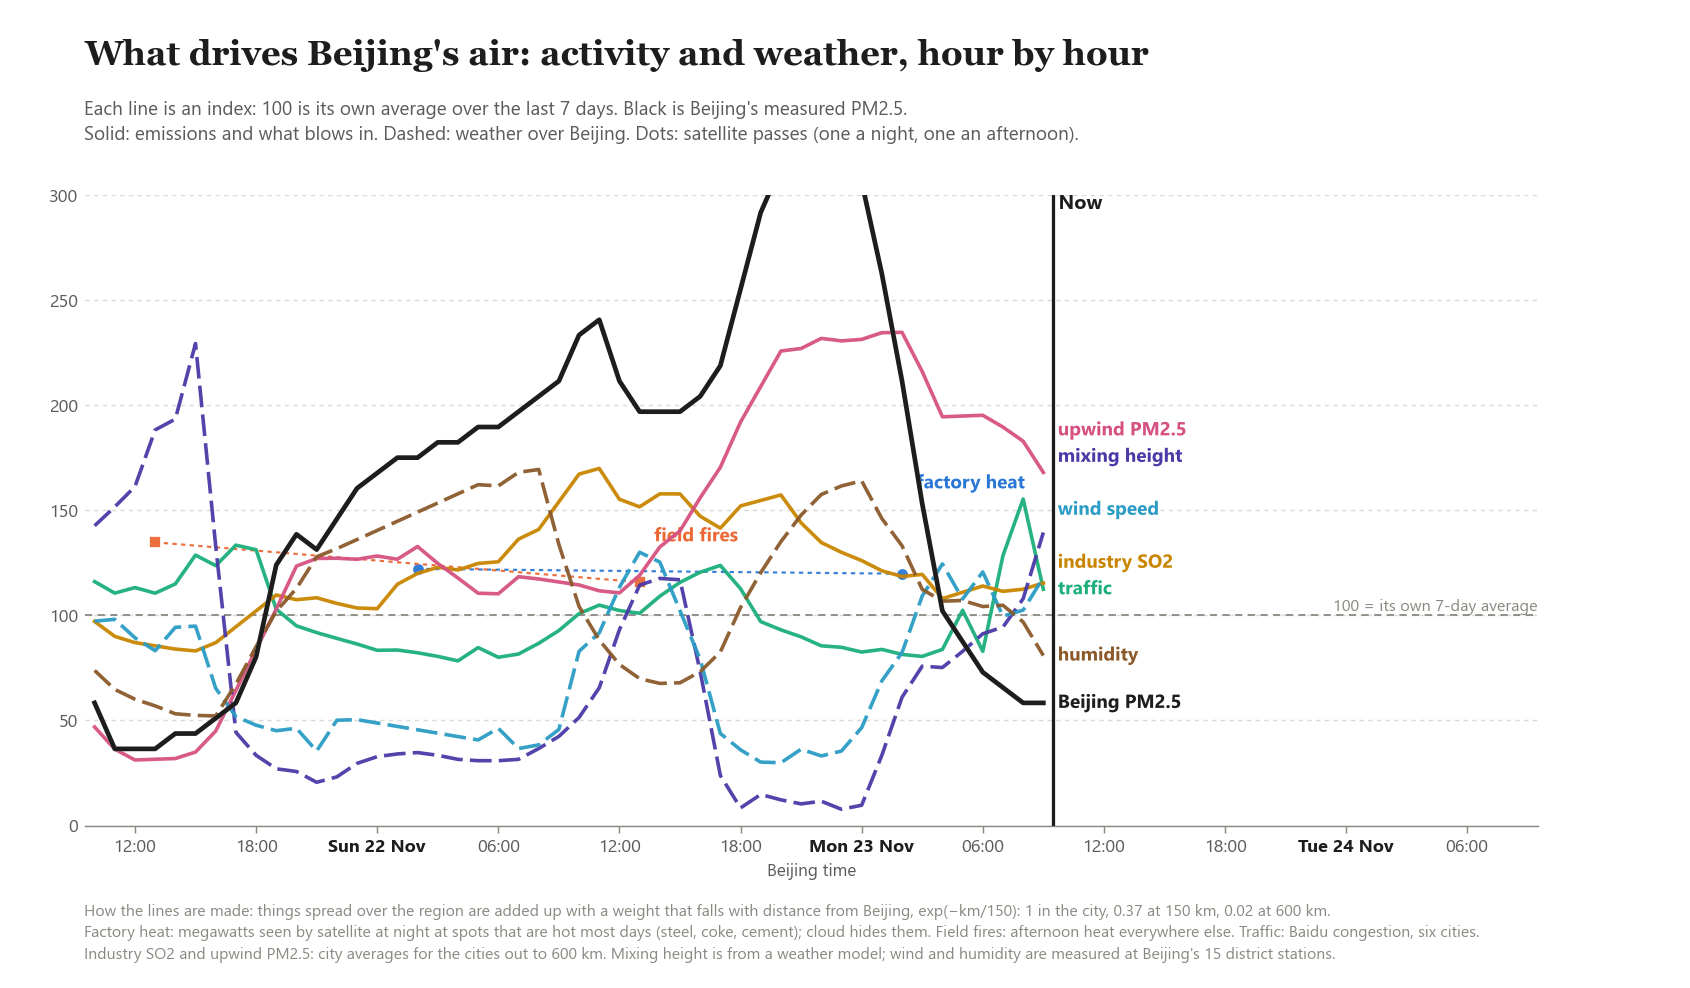 What drives Beijing's air: activity and weather, hour by hour
Each line is an index: 100 is its own average over the last 7 days. Black is Beijing's measured PM2.5.
Solid: emissions and what blows in. Dashed: weather over Beijing. Dots: satellite passes (one a night, one an afternoon).
300
250
200
150
100
50
0
Now
upwind PM2.5
mixing height
factory heat
wind speed
field fires
industry SO2
traffic
100 = its own 7-day average
humidity
Beijing PM2.5
12:00
18:00
Sun 22 Nov
06:00
12:00
18:00
Mon 23 Nov
06:00
12:00
18:00
Tue 24 Nov
06:00
Beijing time
How the lines are made: things spread over the region are added up with a weight that falls with distance from Beijing, exp(−km/150): 1 in the city, 0.37 at 150 km, 0.02 at 600 km.
Factory heat: megawatts seen by satellite at night at spots that are hot most days (steel, coke, cement); cloud hides them. Field fires: afternoon heat everywhere else. Traffic: Baidu congestion, six cities.
Industry SO2 and upwind PM2.5: city averages for the cities out to 600 km. Mixing height is from a weather model; wind and humidity are measured at Beijing's 15 district stations.